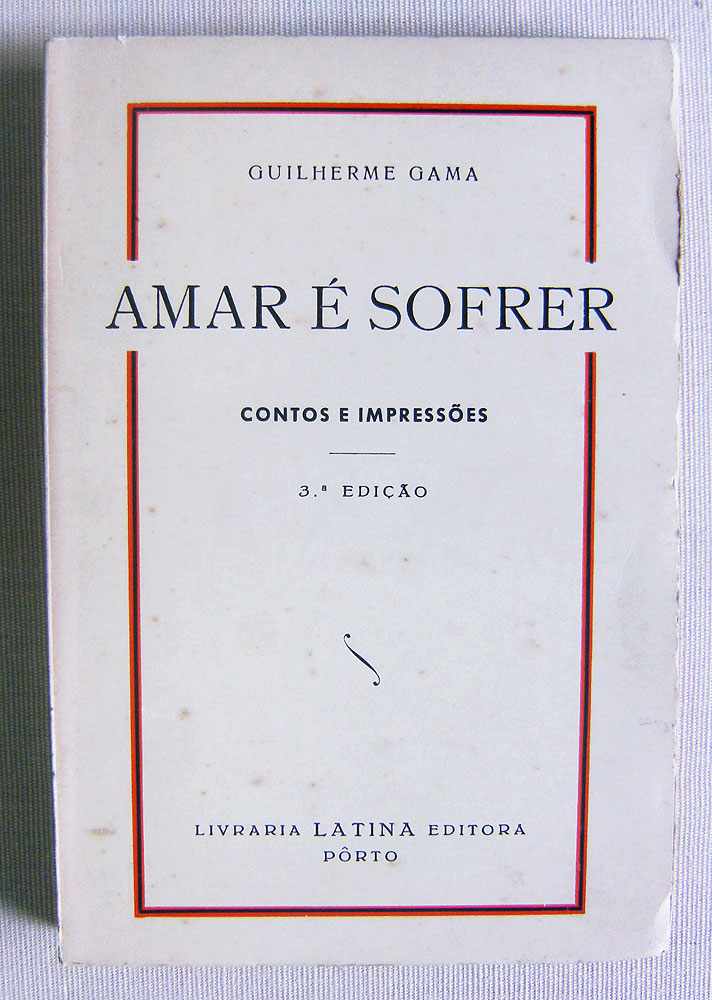 GUILHERME GAMA
AMAR É SOFRER
CONTOS E IMPRESSÕES
3.ª EDIÇÃO
LIVRARIA LATINA EDITORA
PÔRTO